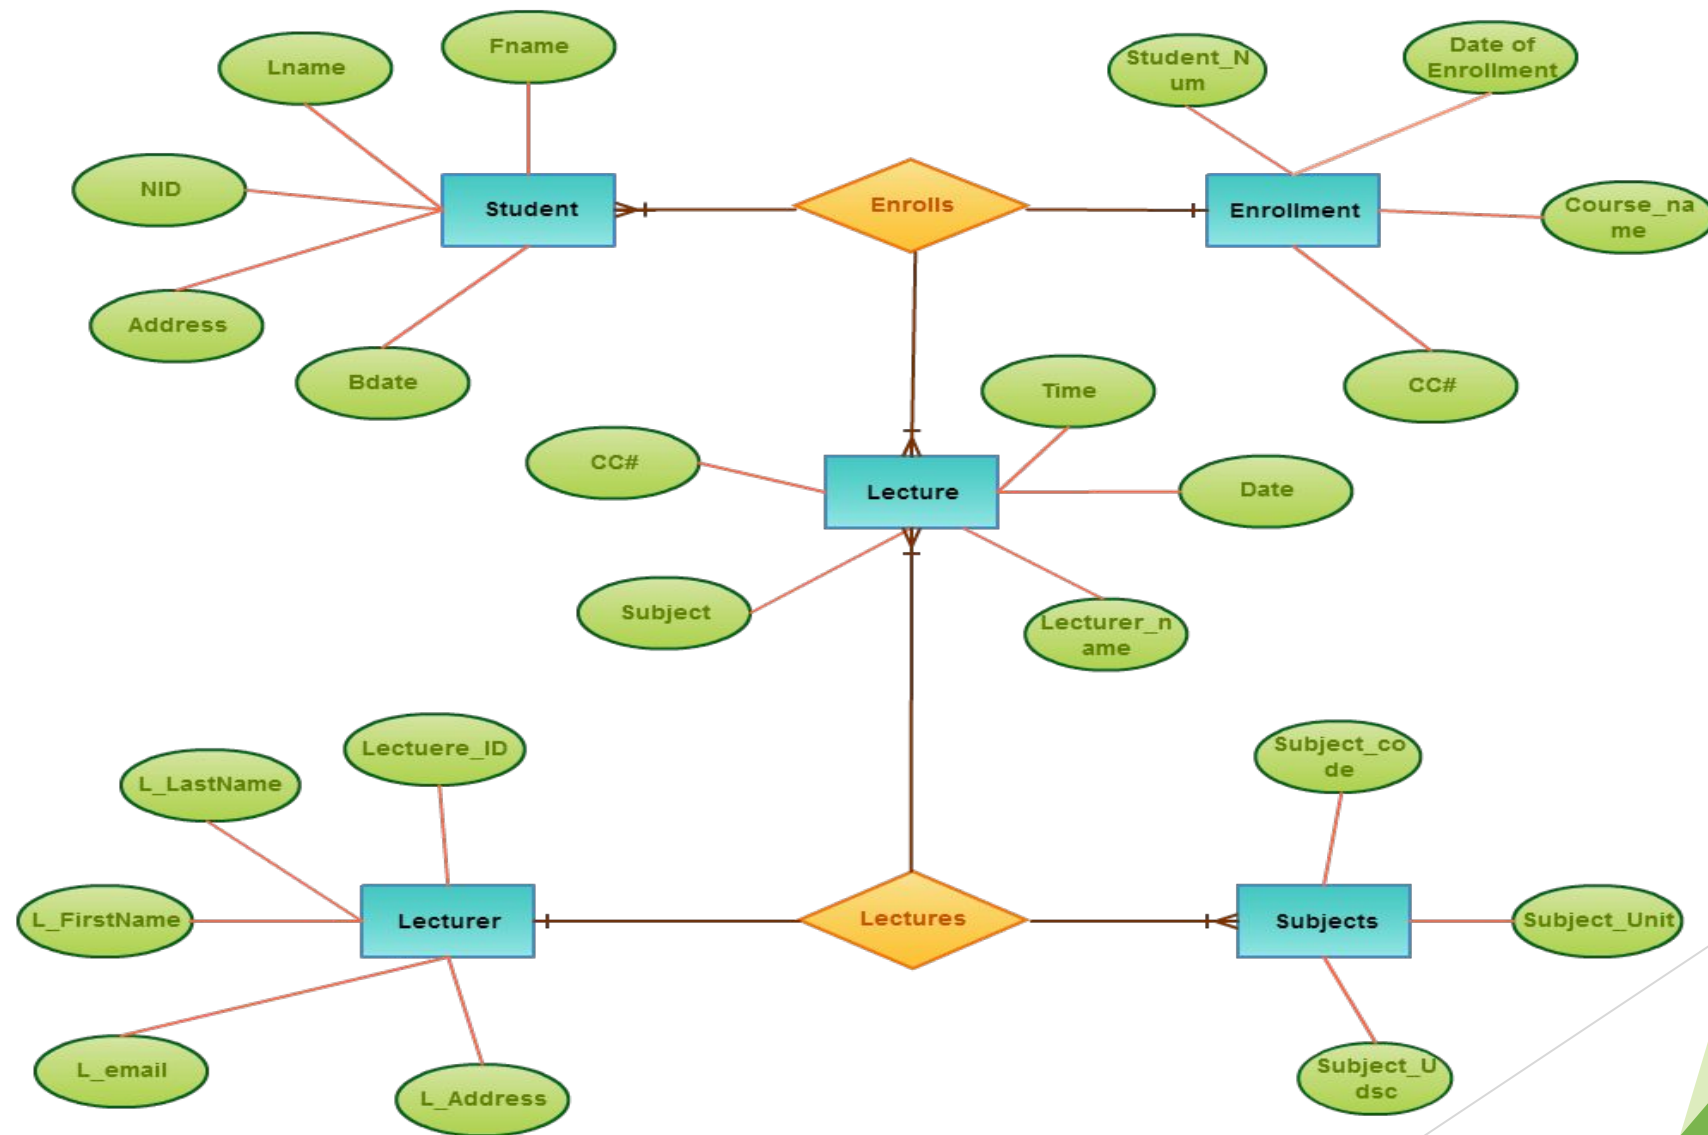 Fname
Lname
Student_N
um
Date of
Enrollment
NID
Student
Enrolls
Enrollment
Course_na
me
Address
Bdate
CC#
Time
CC#
Lecture
Date
Subject
Lecturer_n
ame
Lectuere_ID
L_LastName
Subject_co
de
L_FirstName
Lecturer
Lectures
Subjects
Subject_Unit
L_email
L_Address
Subject_U
dsc